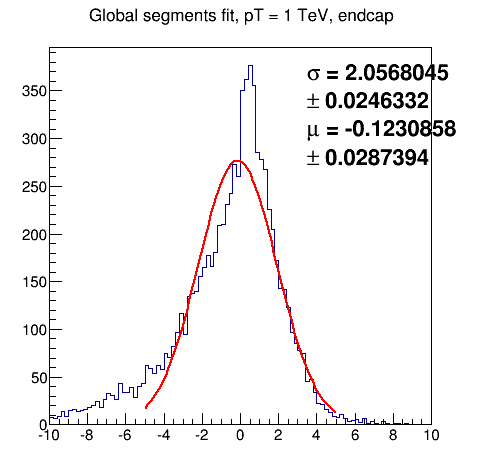 Global segments fit, pT = 1 TeV, endcap
σ = 2.0568045
± 0.0246332
μ = -0.1230858
± 0.0287394
350
300
250
200
150
100
50
0
-10 -8 -6 -4 -2 0 2 4 6 8 10